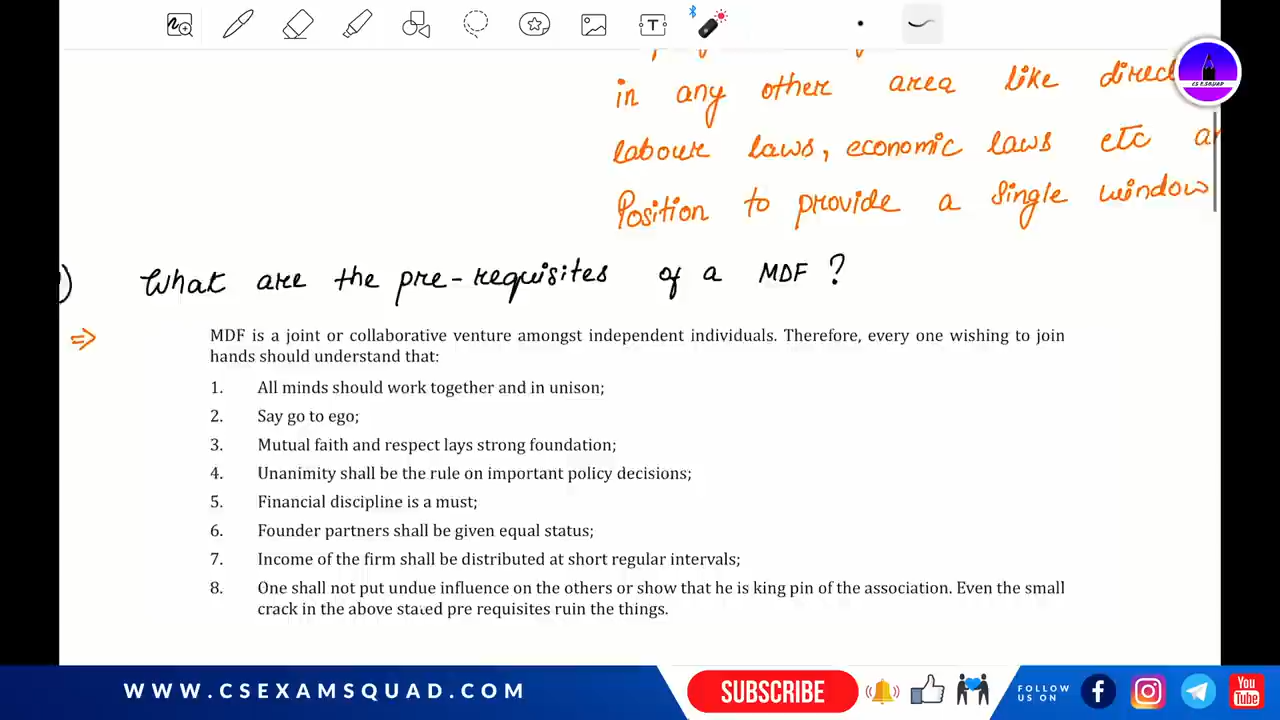 in any other area like direc
labour laws, economic laws etc
Position to provide a single window
CS EXSQUAD
What are the pre-requisites of a MDF ?
⇒ MDF is a joint or collaborative venture amongst independent individuals. Therefore, every one wishing to join
hands should understand that:
1. All minds should work together and in unison;
2. Say go to ego;
3. Mutual faith and respect lays strong foundation;
4. Unanimity shall be the rule on important policy decisions;
5. Financial discipline is a must;
6. Founder partners shall be given equal status;
7. Income of the firm shall be distributed at short regular intervals;
8. One shall not put undue influence on the others or show that he is king pin of the association. Even the small
crack in the above stated pre requisites ruin the things.
WWW.CSEXAMSQUAD.COM
SUBSCRIBE
FOLLOW
US ON
You
Tube